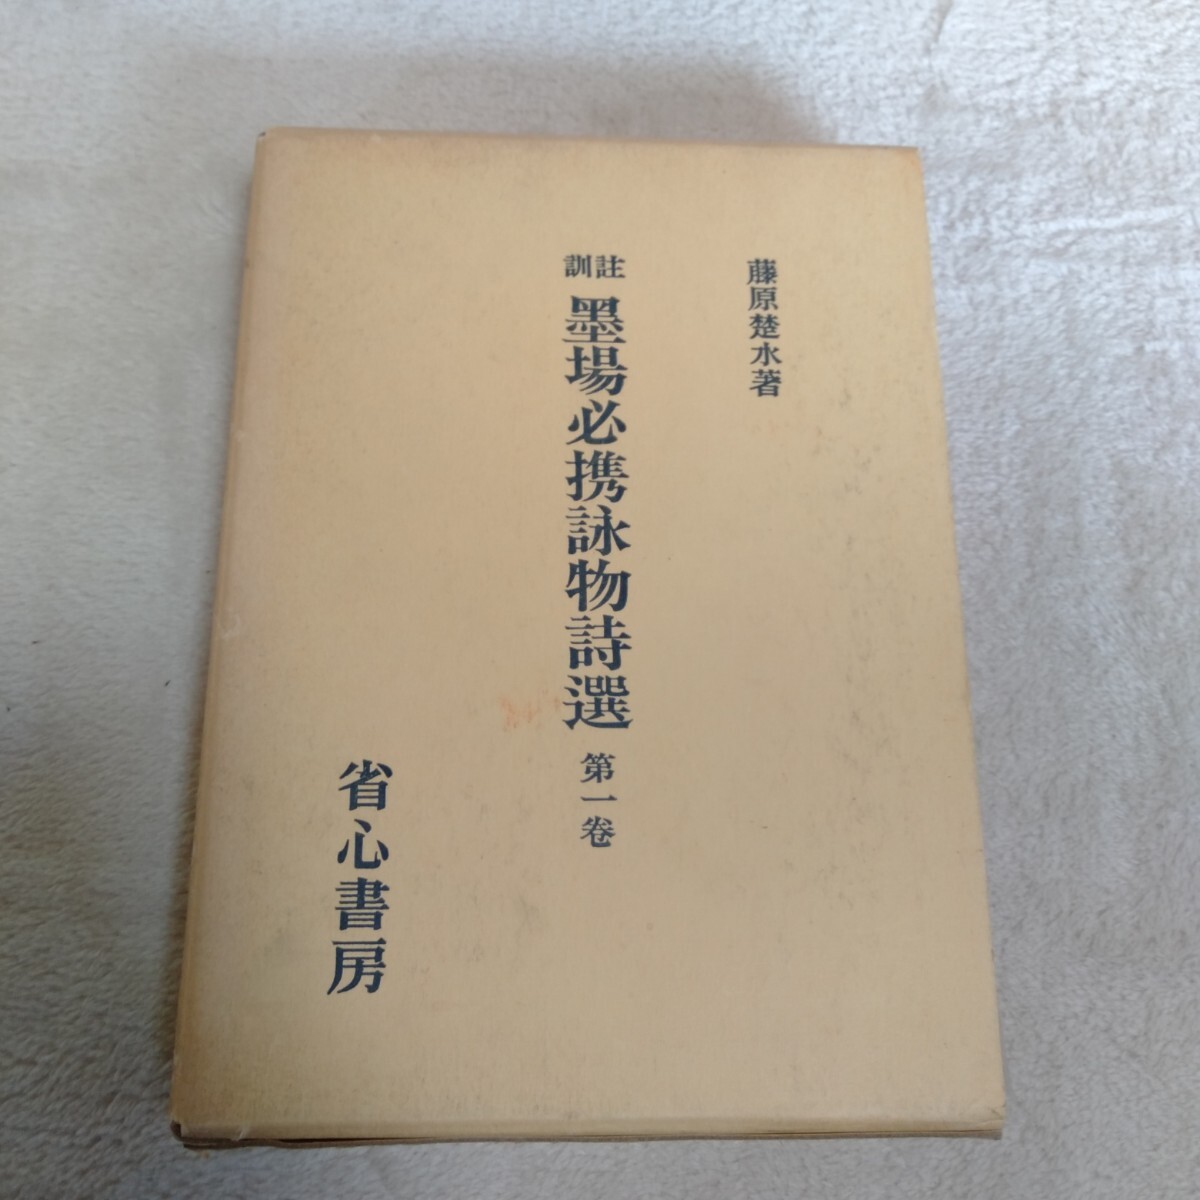 藤原楚水著
註訓 墨場必携詠物詩選 第一巻
省心書房